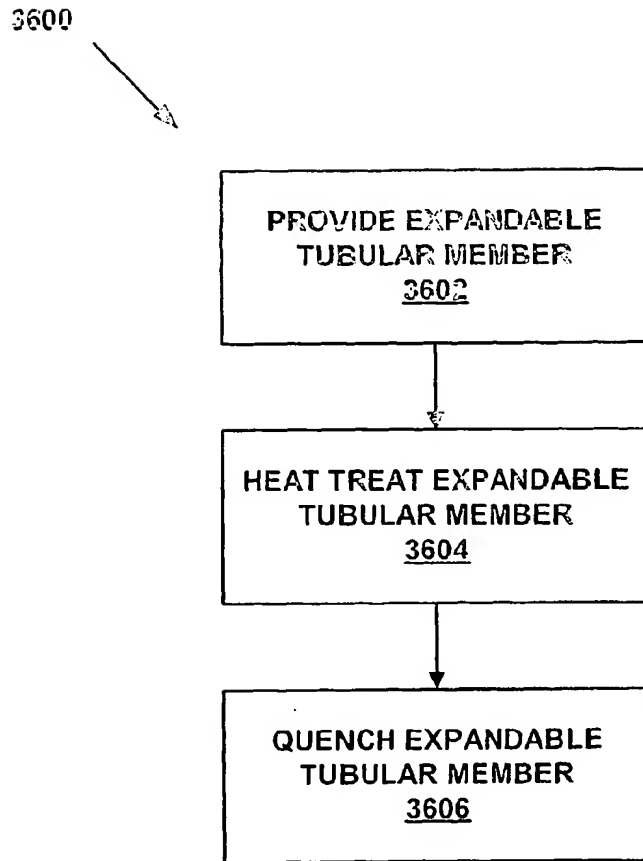 3600
PROVIDE EXPANDABLE
TUBULAR MEMBER
3602
HEAT TREAT EXPANDABLE
TUBULAR MEMBER
3604
QUENCH EXPANDABLE
TUBULAR MEMBER
3606